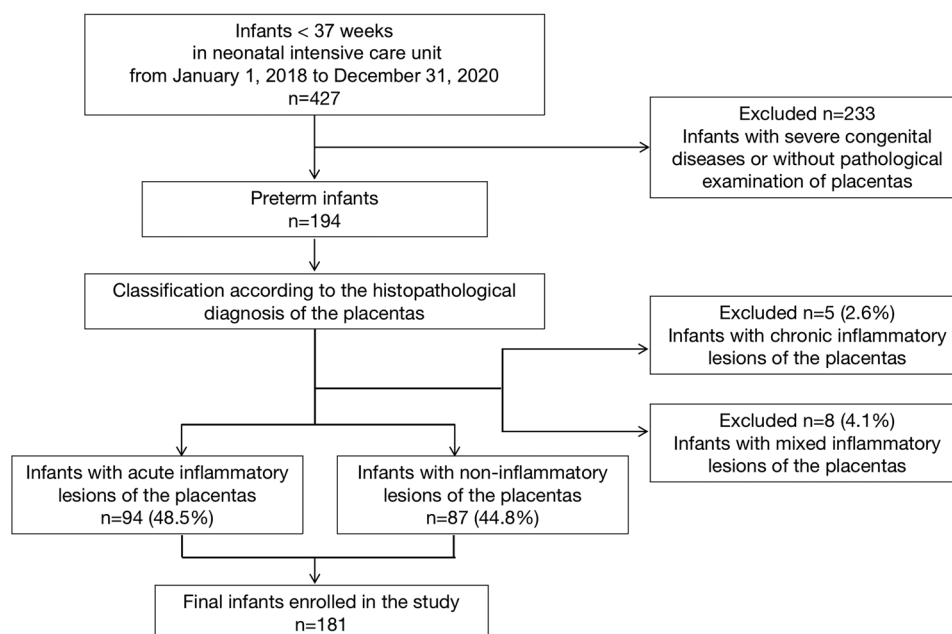 Infants < 37 weeks
in neonatal intensive care unit
from January 1, 2018 to December 31, 2020
n=427
Excluded n=233
Infants with severe congenital
diseases or without pathological
examination of placentas
Preterm infants
n=194
Classification according to the histopathological
diagnosis of the placentas
Excluded n=5 (2.6%)
Infants with chronic inflammatory
lesions of the placentas
Excluded n=8 (4.1%)
Infants with mixed inflammatory
lesions of the placentas
Infants with acute inflammatory
lesions of the placentas
n=94 (48.5%)
Infants with non-inflammatory
lesions of the placentas
n=87 (44.8%)
Final infants enrolled in the study
n=181